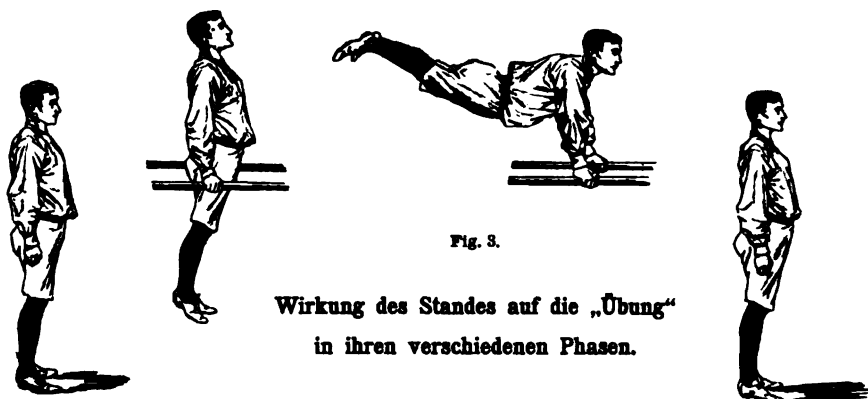 Fig. 3.
Wirkung des Standes auf die „Übung“
in ihren verschiedenen Phasen.